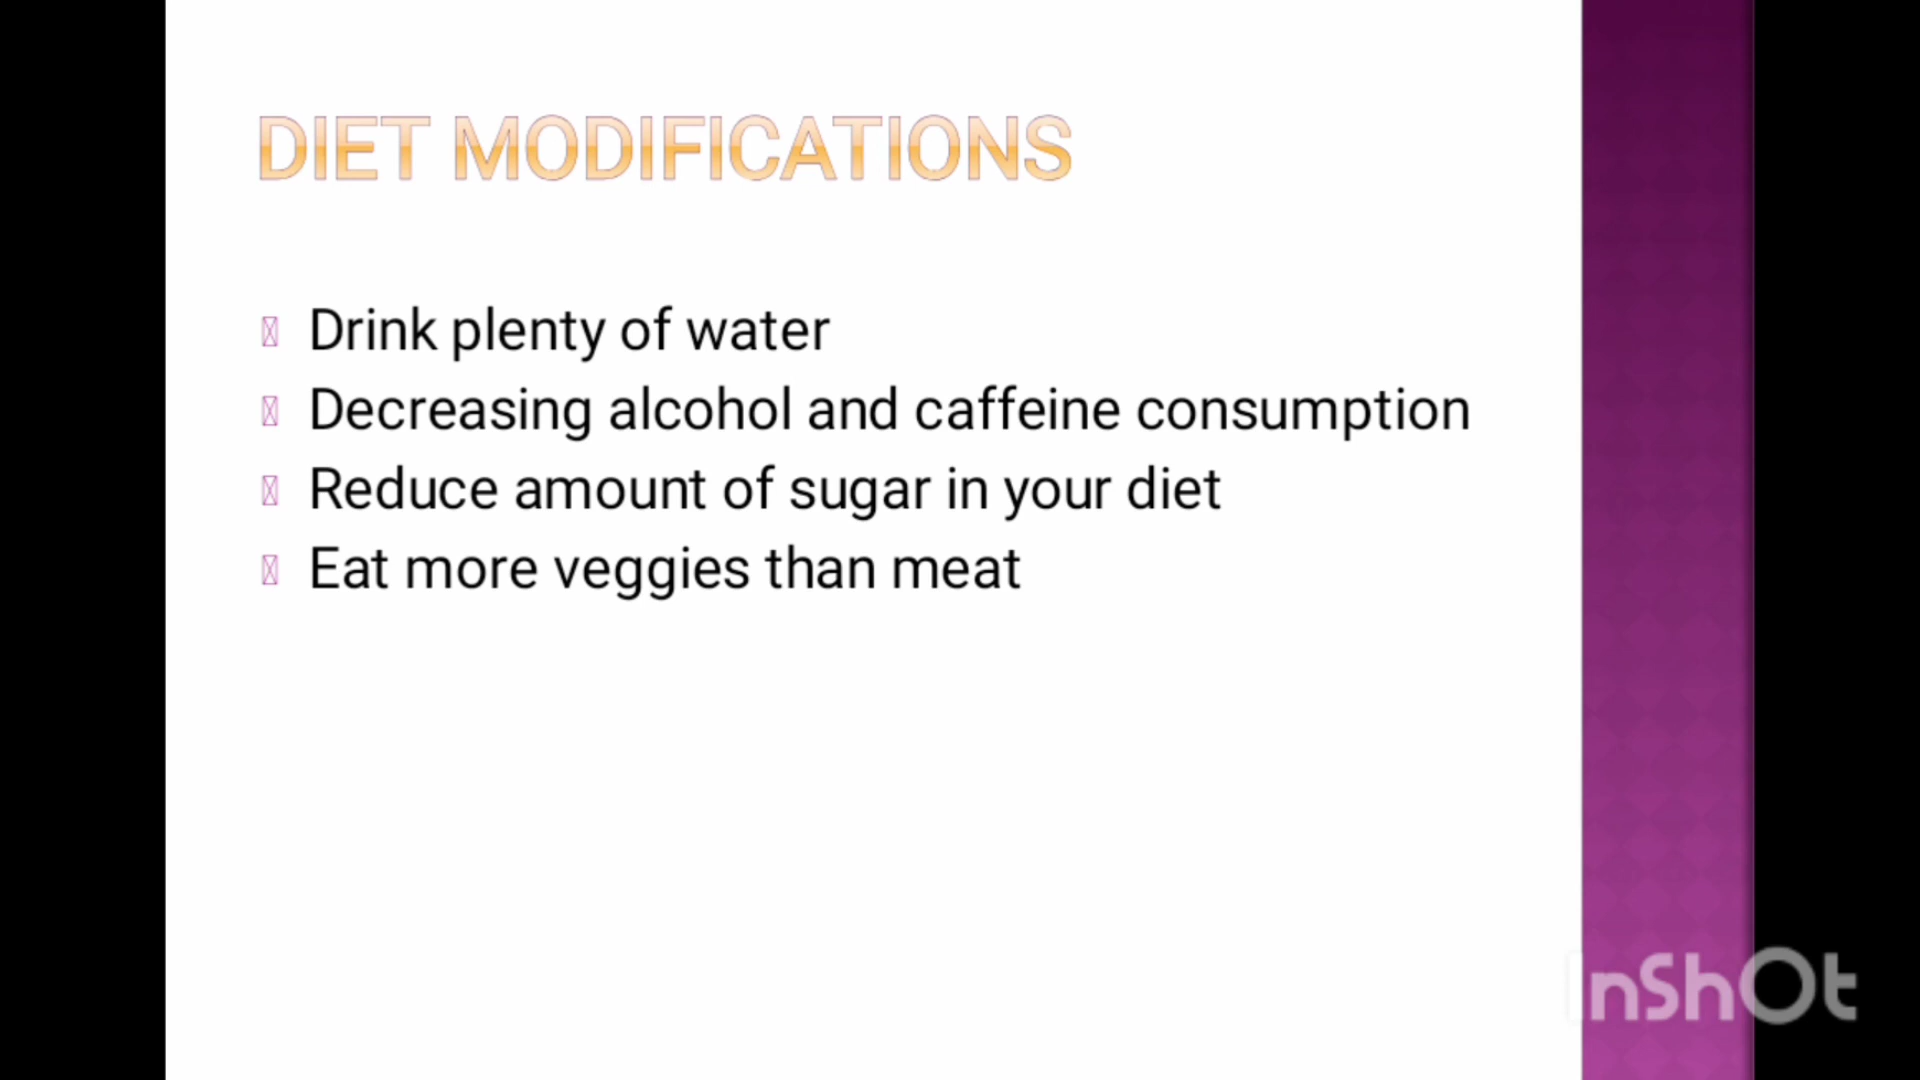 DIET MODIFICATIONS
Drink plenty of water
Decreasing alcohol and caffeine consumption
Reduce amount of sugar in your diet
Eat more veggies than meat
InShOt